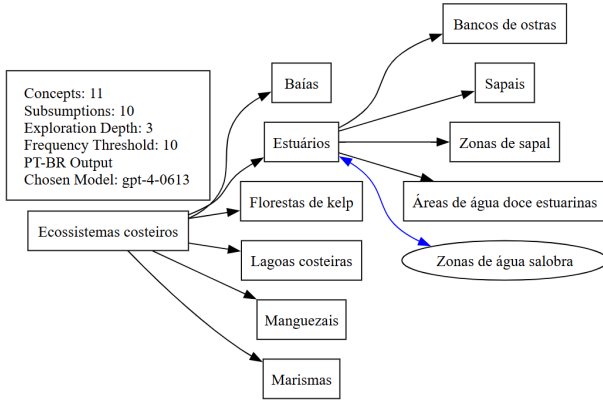 Concepts: 11
Subsumptions: 10
Exploration Depth: 3
Frequency Threshold: 10
PT-BR Output
Chosen Model: gpt-4-0613
Ecossistemas costeiros
Baías
Estuários
Florestas de kelp
Lagoas costeiras
Manguezais
Marismas
Bancos de ostras
Sapais
Zonas de sapal
Áreas de água doce estuarinas
Zonas de água salobra